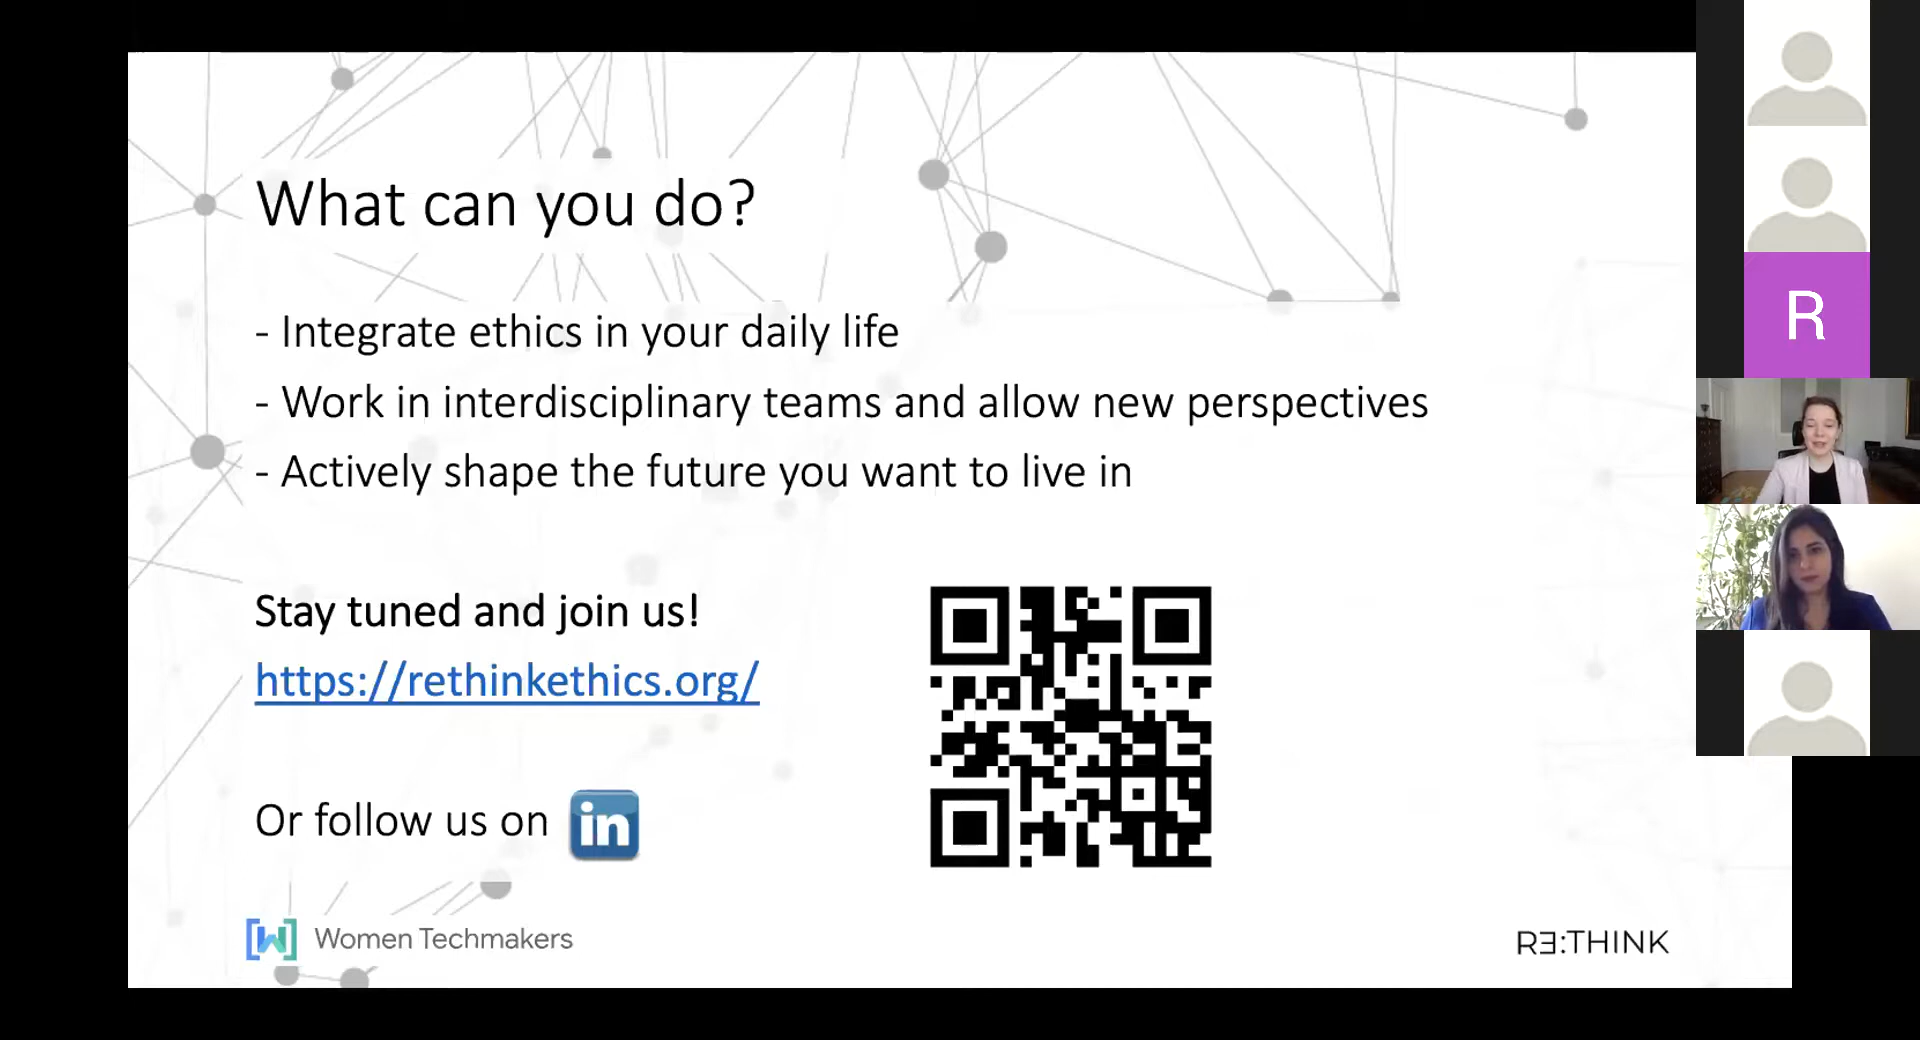 What can you do?
- Integrate ethics in your daily life
- Work in interdisciplinary teams and allow new perspectives
- Actively shape the future you want to live in
Stay tuned and join us!
https://rethinkethics.org/
Or follow us on in
Women Techmakers
RƎ:THINK
R